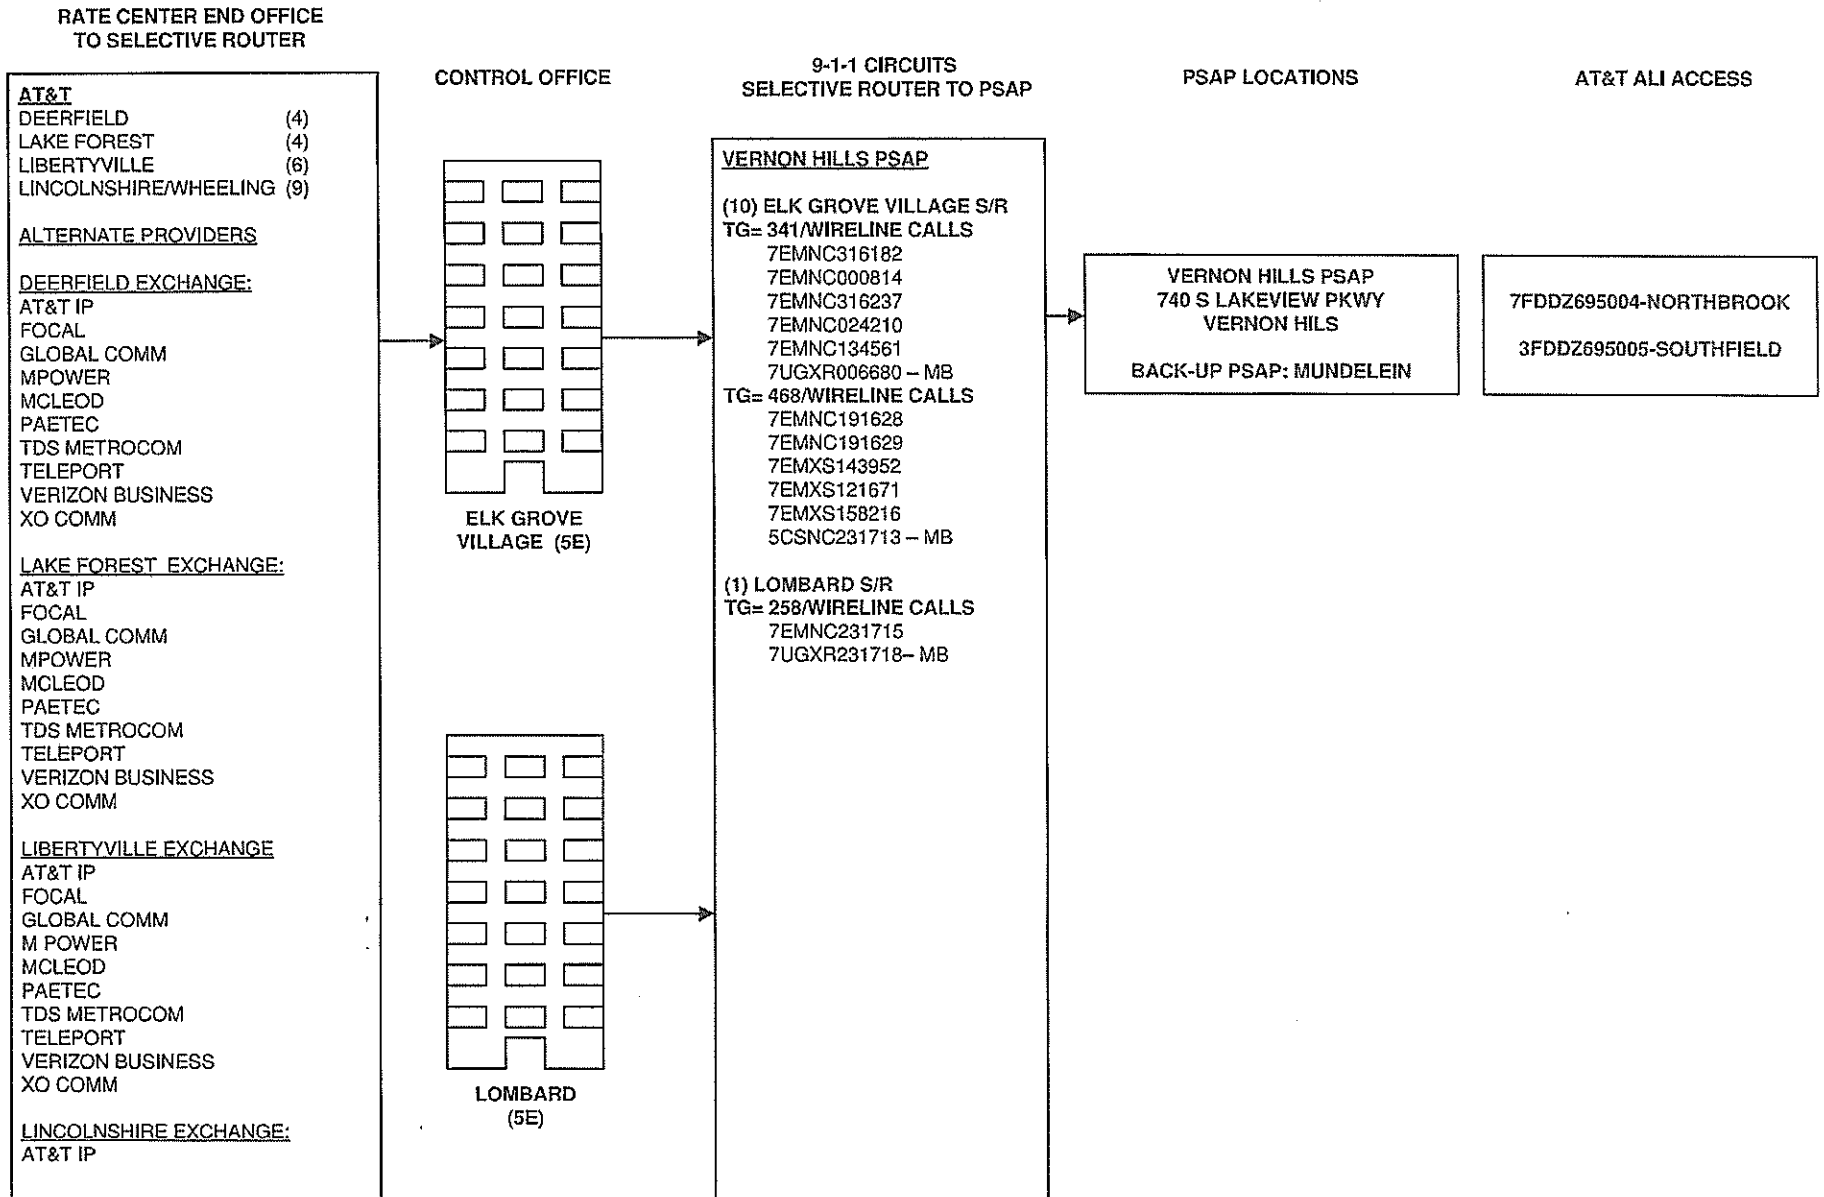 RATE CENTER END OFFICE
TO SELECTIVE ROUTER
AT&T
DEERFIELD (4)
LAKE FOREST (4)
LIBERTYVILLE (6)
LINCOLNSHIRE/WHEELING (9)
ALTERNATE PROVIDERS
DEERFIELD EXCHANGE:
AT&T IP
FOCAL
GLOBAL COMM
MPOWER
MCLEOD
PAETEC
TDS METROCOM
TELEPORT
VERIZON BUSINESS
XO COMM
LAKE FOREST EXCHANGE:
AT&T IP
FOCAL
GLOBAL COMM
MPOWER
MCLEOD
PAETEC
TDS METROCOM
TELEPORT
VERIZON BUSINESS
XO COMM
LIBERTYVILLE EXCHANGE
AT&T IP
FOCAL
GLOBAL COMM
M POWER
MCLEOD
PAETEC
TDS METROCOM
TELEPORT
VERIZON BUSINESS
XO COMM
LINCOLNSHIRE EXCHANGE:
AT&T IP
CONTROL OFFICE
ELK GROVE
VILLAGE (5E)
LOMBARD
(5E)
9-1-1 CIRCUITS
SELECTIVE ROUTER TO PSAP
VERNON HILLS PSAP
(10) ELK GROVE VILLAGE S/R
TG= 341/WIRELINE CALLS
7EMNC316182
7EMNC000814
7EMNC316237
7EMNC024210
7EMNC134561
7UGXR006680 – MB
TG= 468/WIRELINE CALLS
7EMNC191628
7EMNC191629
7EMXS143952
7EMXS121671
7EMXS158216
5CSNC231713 – MB
(1) LOMBARD S/R
TG= 258/WIRELINE CALLS
7EMNC231715
7UGXR231718– MB
PSAP LOCATIONS
VERNON HILLS PSAP
740 S LAKEVIEW PKWY
VERNON HILS
BACK-UP PSAP: MUNDELEIN
AT&T ALI ACCESS
7FDDZ695004-NORTHBROOK
3FDDZ695005-SOUTHFIELD